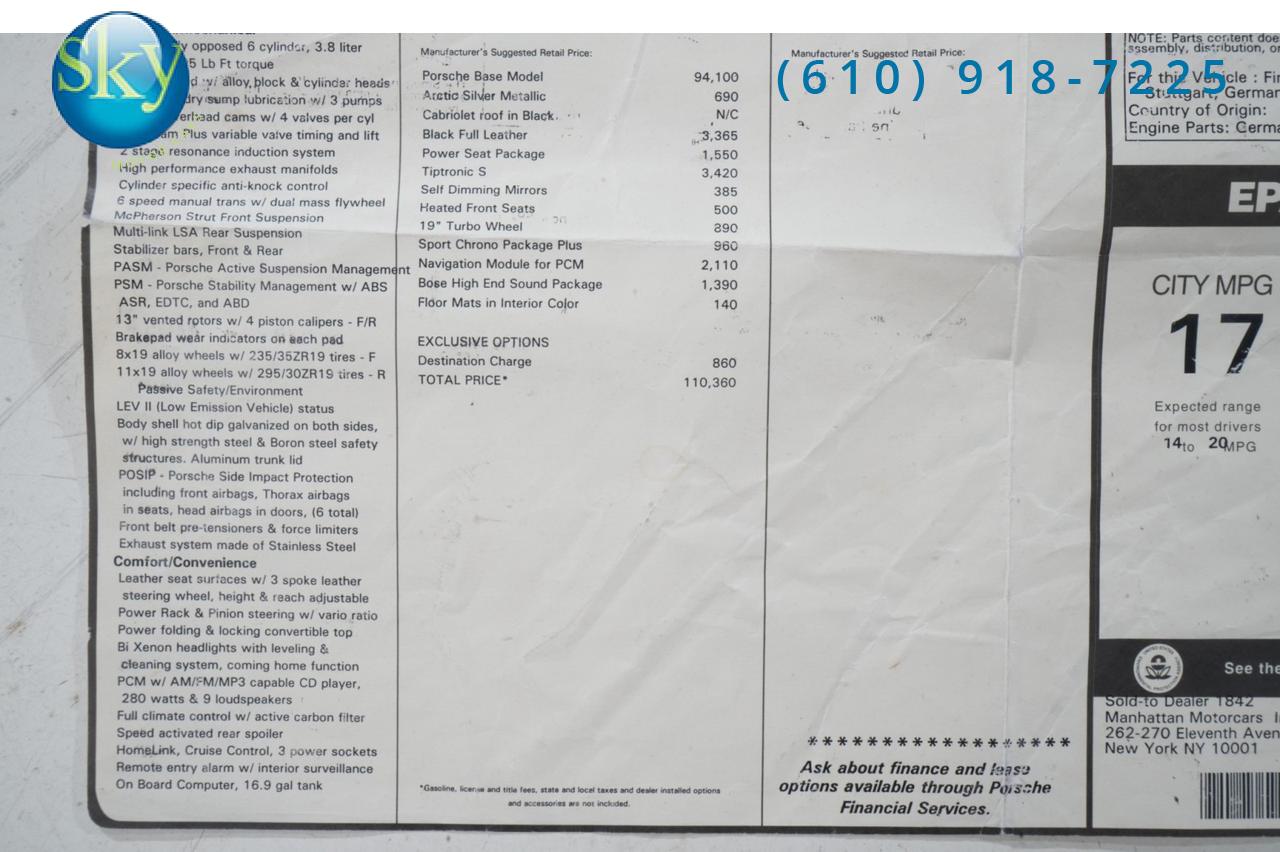 sky
(610) 918-7225
y opposed 6 cylinder, 3.8 liter
5 Lb Ft torque
d w/ alloy block & cylinder heads
dry sump lubrication w/ 3 pumps
erhead cams w/ 4 valves per cyl
am Plus variable valve timing and lift
2 stage resonance induction system
High performance exhaust manifolds
Cylinder specific anti-knock control
6 speed manual trans w/ dual mass flywheel
McPherson Strut Front Suspension
Multi-link LSA Rear Suspension
Stabilizer bars, Front & Rear
PASM - Porsche Active Suspension Management
PSM - Porsche Stability Management w/ ABS
ASR, EDTC, and ABD
13" vented rotors w/ 4 piston calipers - F/R
Brakepad wear indicators on each pad
8x19 alloy wheels w/ 235/35ZR19 tires - F
11x19 alloy wheels w/ 295/30ZR19 tires - R
Passive Safety/Environment
LEV II (Low Emission Vehicle) status
Body shell hot dip galvanized on both sides,
w/ high strength steel & Boron steel safety
structures. Aluminum trunk lid
POSIP - Porsche Side Impact Protection
including front airbags, Thorax airbags
in seats, head airbags in doors, (6 total)
Front belt pre-tensioners & force limiters
Exhaust system made of Stainless Steel
Comfort/Convenience
Leather seat surfaces w/ 3 spoke leather
steering wheel, height & reach adjustable
Power Rack & Pinion steering w/ vario ratio
Power folding & locking convertible top
Bi Xenon headlights with leveling &
cleaning system, coming home function
PCM w/ AM/FM/MP3 capable CD player,
280 watts & 9 loudspeakers
Full climate control w/ active carbon filter
Speed activated rear spoiler
HomeLink, Cruise Control, 3 power sockets
Remote entry alarm w/ interior surveillance
On Board Computer, 16.9 gal tank
Manufacturer's Suggested Retail Price:
Porsche Base Model 94,100
Arctic Silver Metallic 690
Cabriolet roof in Black N/C
Black Full Leather 3,365
Power Seat Package 1,550
Tiptronic S 3,420
Self Dimming Mirrors 385
Heated Front Seats 500
19" Turbo Wheel 890
Sport Chrono Package Plus 960
Navigation Module for PCM 2,110
Bose High End Sound Package 1,390
Floor Mats in Interior Color 140
EXCLUSIVE OPTIONS
Destination Charge 860
TOTAL PRICE* 110,360
*Gasoline, license and title fees, state and local taxes and dealer installed options
and accessories are not included.
Manufacturer's Suggested Retail Price:
*******************
Ask about finance and lease
options available through Porsche
Financial Services.
NOTE: Parts content doe
assembly, distribution, o
For this Vehicle : Fin
Stuttgart, German
Country of Origin:
Engine Parts: Germa
EP
CITY MPG
17
Expected range
for most drivers
14 to 20 MPG
See the
Sold-to Dealer 1842
Manhattan Motorcars I
262-270 Eleventh Aven
New York NY 10001